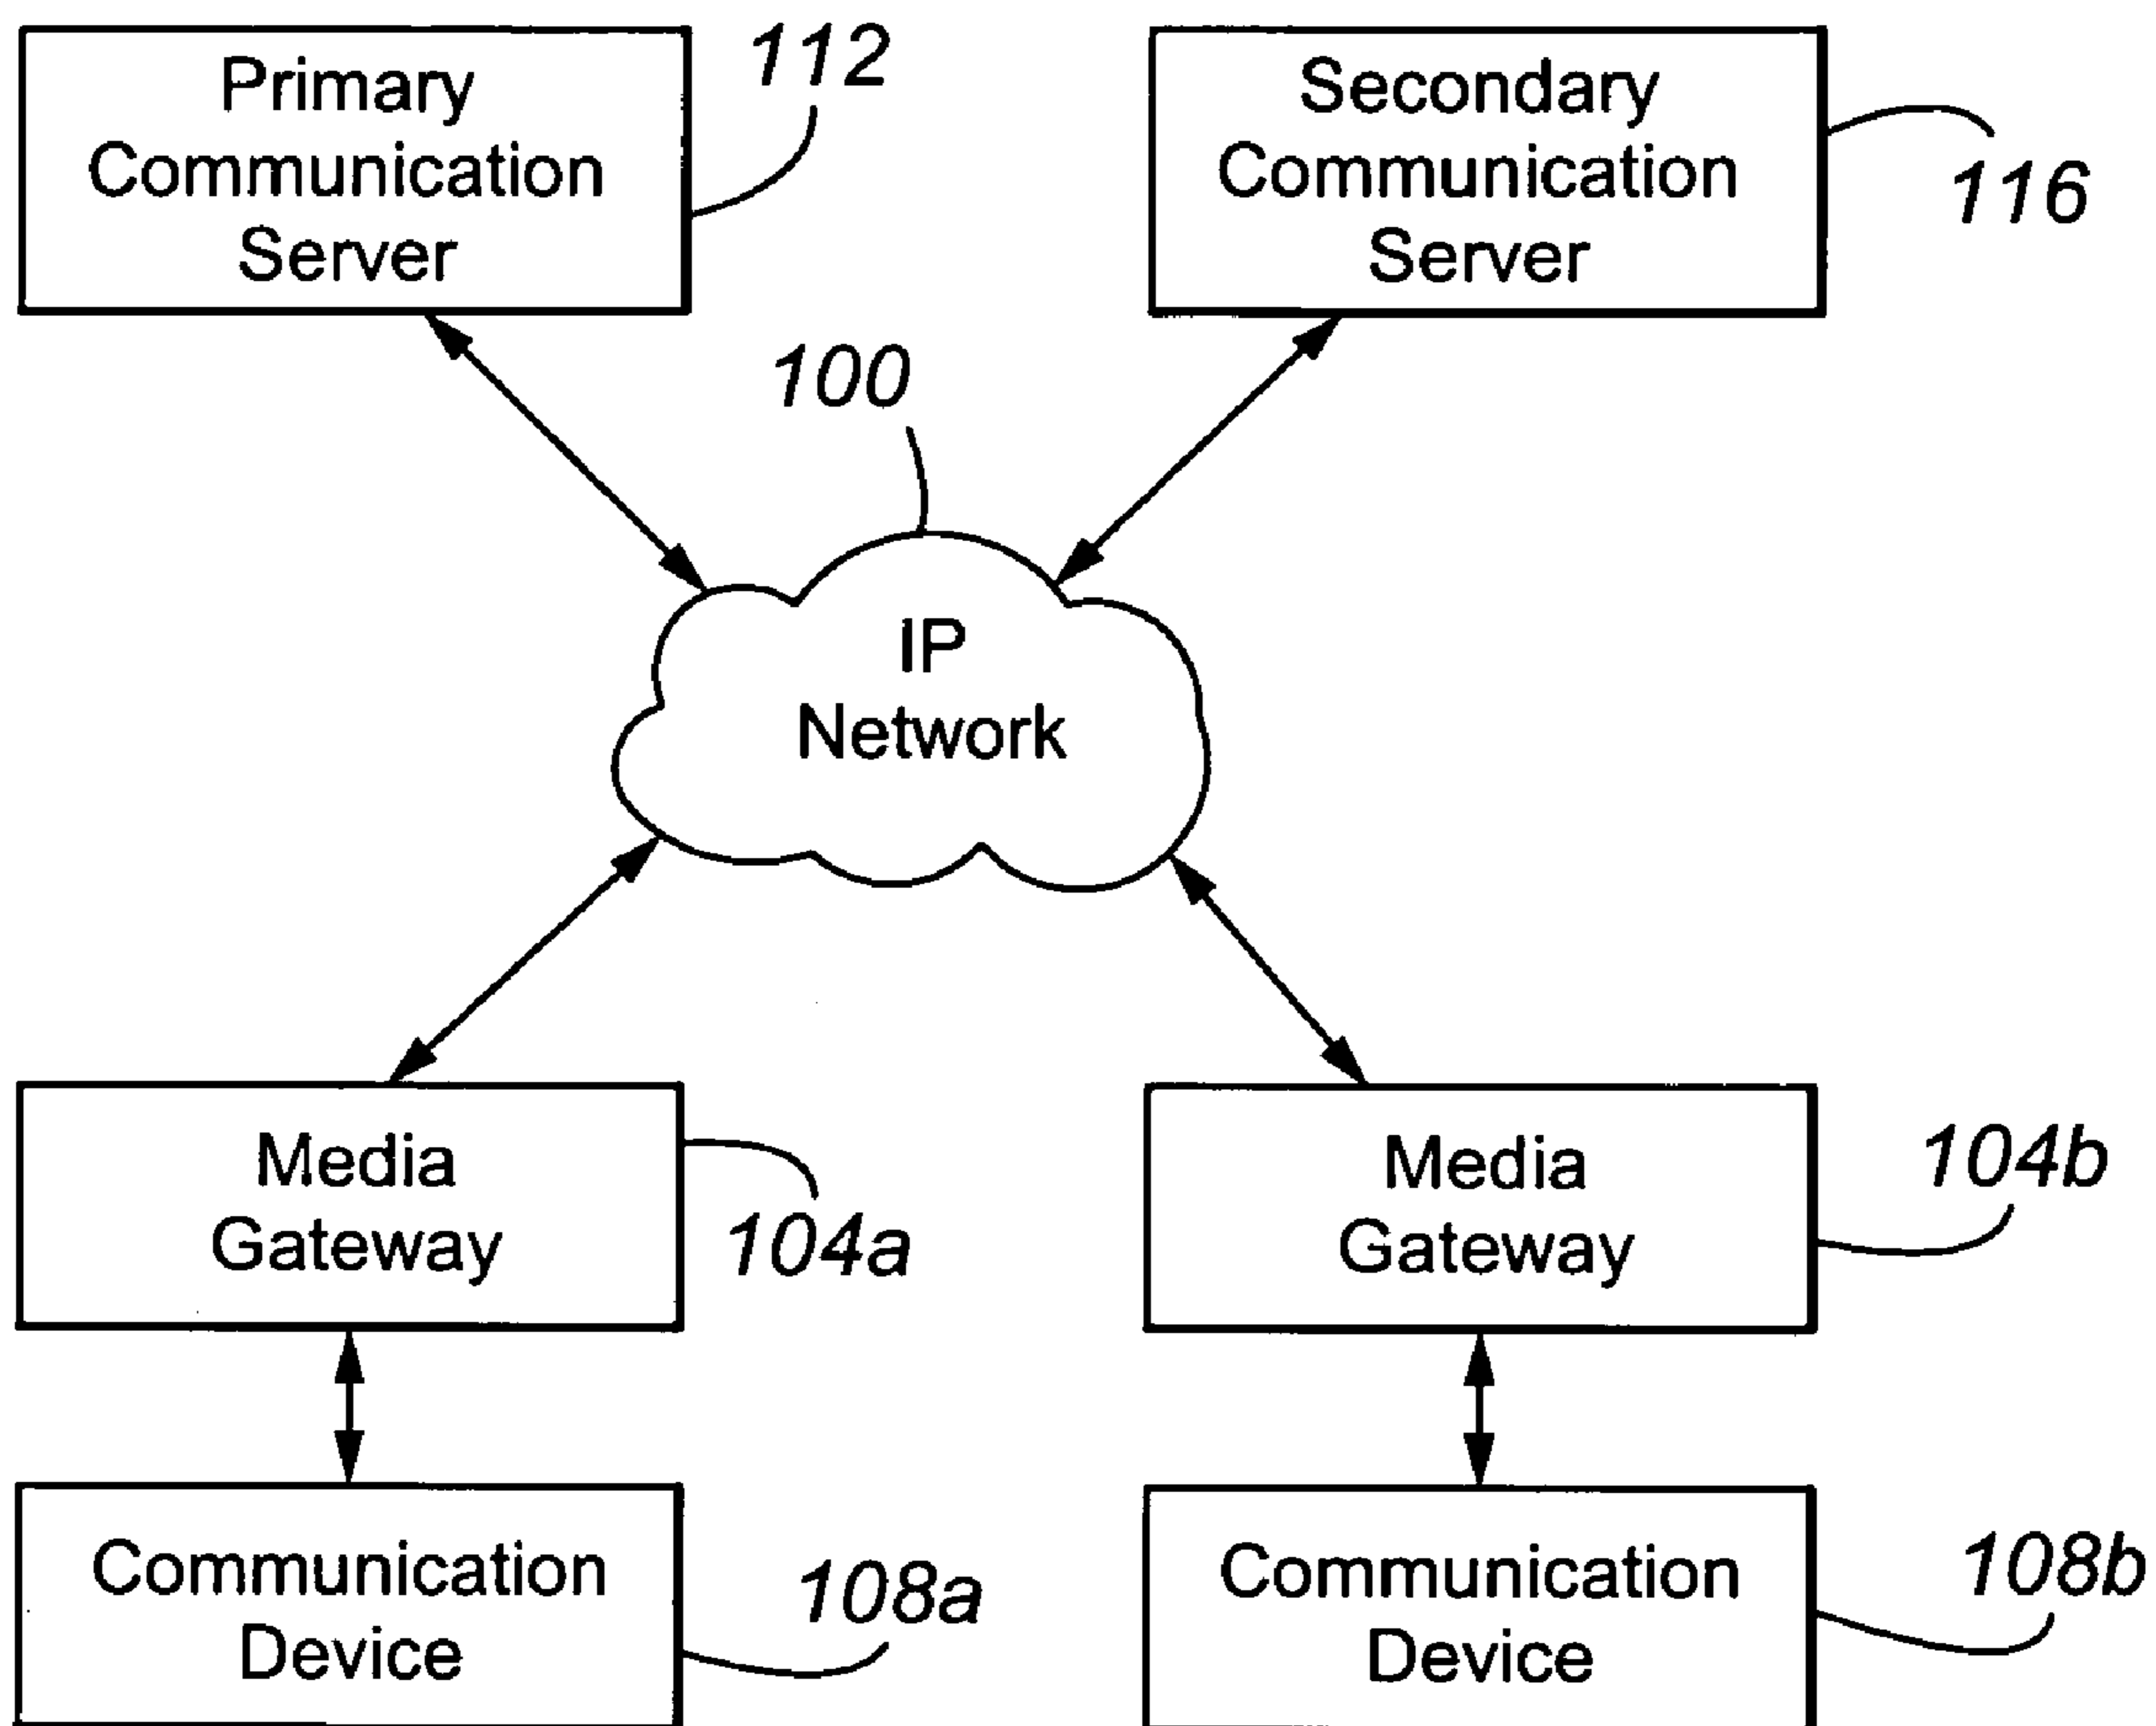 Primary
Communication
Server
112
Secondary
Communication
Server
116
100
IP
Network
Media
Gateway
104a
Media
Gateway
104b
Communication
Device
108a
Communication
Device
108b